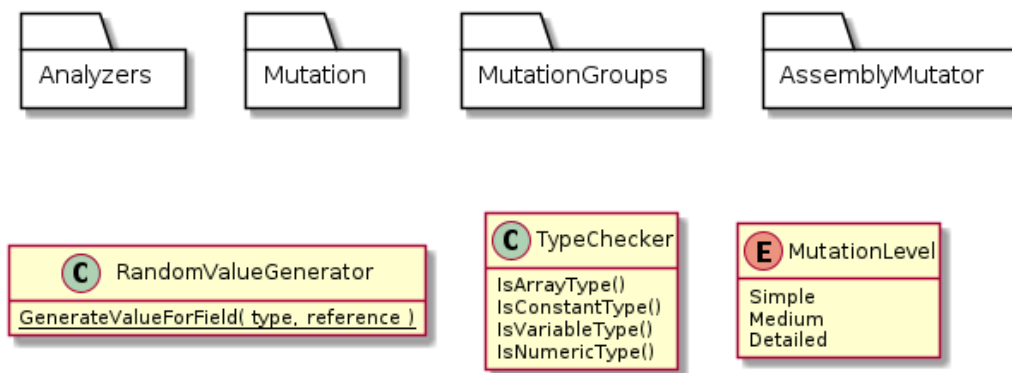 Analyzers
Mutation
MutationGroups
AssemblyMutator
C RandomValueGenerator
GenerateValueForField( type, reference )
C TypeChecker
IsArrayType()
IsConstantType()
IsVariableType()
IsNumericType()
E MutationLevel
Simple
Medium
Detailed